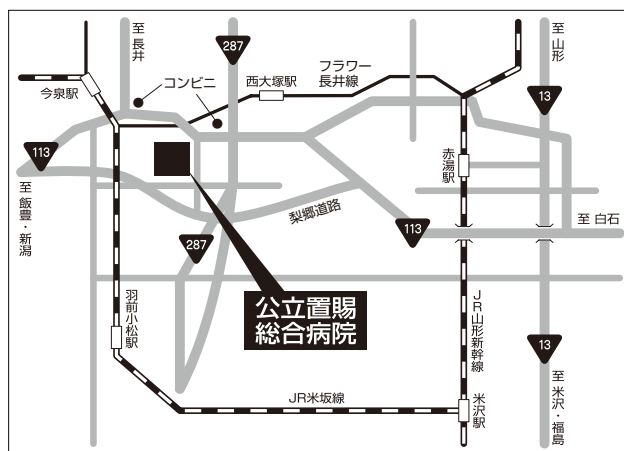 至 長井
287
フラワー
長井線
至 山形
コンビニ
西大塚駅
今泉駅
13
113
赤湯駅
至 飯豊・新潟
梨郷道路
至 白石
113
287
公立置賜
総合病院
羽前小松駅
JR山形新幹線
13
JR米坂線
米沢駅
至 米沢・福島